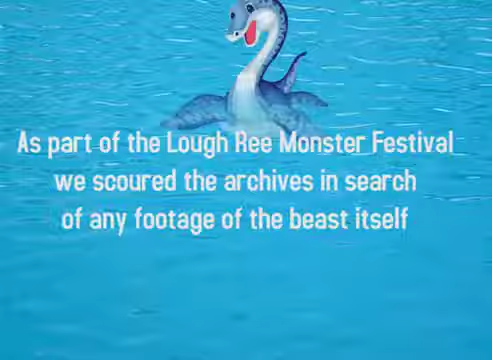 As part of the Lough Ree Monster Festival
we scoured the archives in search
of any footage of the beast itself